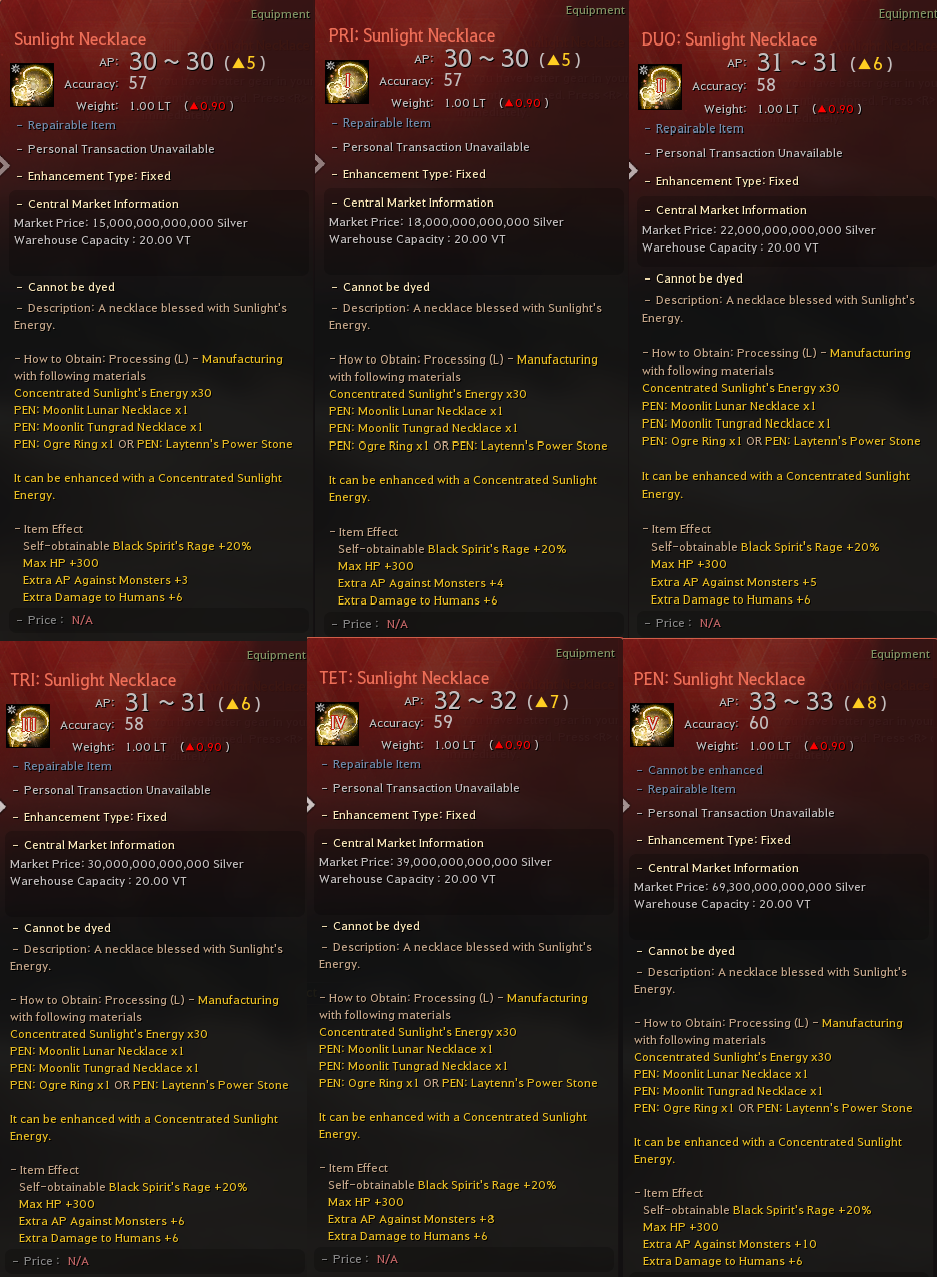 Equipment
Sunlight Necklace
AP: 30 ~ 30 (▲5)
Accuracy: 57
Weight: 1.00 LT (▲0.90)
- Repairable Item
- Personal Transaction Unavailable
- Enhancement Type: Fixed
- Central Market Information
Market Price: 15,000,000,000,000 Silver
Warehouse Capacity : 20.00 VT
- Cannot be dyed
- Description: A necklace blessed with Sunlight's
Energy.
- How to Obtain: Processing (L) - Manufacturing
with following materials
Concentrated Sunlight's Energy x30
PEN: Moonlit Lunar Necklace x1
PEN: Moonlit Tungrad Necklace x1
PEN: Ogre Ring x1 OR PEN: Laytenn's Power Stone
It can be enhanced with a Concentrated Sunlight
Energy.
- Item Effect
Self-obtainable Black Spirit's Rage +20%
Max HP +300
Extra AP Against Monsters +3
Extra Damage to Humans +6
- Price : N/A
Equipment
PRI: Sunlight Necklace
I
AP: 30 ~ 30 (▲5)
Accuracy: 57
Weight: 1.00 LT (▲0.90)
- Repairable Item
- Personal Transaction Unavailable
- Enhancement Type: Fixed
- Central Market Information
Market Price: 18,000,000,000,000 Silver
Warehouse Capacity : 20.00 VT
- Cannot be dyed
- Description: A necklace blessed with Sunlight's
Energy.
- How to Obtain: Processing (L) - Manufacturing
with following materials
Concentrated Sunlight's Energy x30
PEN: Moonlit Lunar Necklace x1
PEN: Moonlit Tungrad Necklace x1
PEN: Ogre Ring x1 OR PEN: Laytenn's Power Stone
It can be enhanced with a Concentrated Sunlight
Energy.
- Item Effect
Self-obtainable Black Spirit's Rage +20%
Max HP +300
Extra AP Against Monsters +4
Extra Damage to Humans +6
- Price : N/A
Equipment
DUO: Sunlight Necklace
II
AP: 31 ~ 31 (▲6)
Accuracy: 58
Weight: 1.00 LT (▲0.90)
- Repairable Item
- Personal Transaction Unavailable
- Enhancement Type: Fixed
- Central Market Information
Market Price: 22,000,000,000,000 Silver
Warehouse Capacity : 20.00 VT
- Cannot be dyed
- Description: A necklace blessed with Sunlight's
Energy.
- How to Obtain: Processing (L) - Manufacturing
with following materials
Concentrated Sunlight's Energy x30
PEN: Moonlit Lunar Necklace x1
PEN: Moonlit Tungrad Necklace x1
PEN: Ogre Ring x1 OR PEN: Laytenn's Power Stone
It can be enhanced with a Concentrated Sunlight
Energy.
- Item Effect
Self-obtainable Black Spirit's Rage +20%
Max HP +300
Extra AP Against Monsters +5
Extra Damage to Humans +6
- Price : N/A
Equipment
TRI: Sunlight Necklace
III
AP: 31 ~ 31 (▲6)
Accuracy: 58
Weight: 1.00 LT (▲0.90)
- Repairable Item
- Personal Transaction Unavailable
- Enhancement Type: Fixed
- Central Market Information
Market Price: 30,000,000,000,000 Silver
Warehouse Capacity : 20.00 VT
- Cannot be dyed
- Description: A necklace blessed with Sunlight's
Energy.
- How to Obtain: Processing (L) - Manufacturing
with following materials
Concentrated Sunlight's Energy x30
PEN: Moonlit Lunar Necklace x1
PEN: Moonlit Tungrad Necklace x1
PEN: Ogre Ring x1 OR PEN: Laytenn's Power Stone
It can be enhanced with a Concentrated Sunlight
Energy.
- Item Effect
Self-obtainable Black Spirit's Rage +20%
Max HP +300
Extra AP Against Monsters +6
Extra Damage to Humans +6
- Price : N/A
Equipment
TET: Sunlight Necklace
IV
AP: 32 ~ 32 (▲7)
Accuracy: 59
Weight: 1.00 LT (▲0.90)
- Repairable Item
- Personal Transaction Unavailable
- Enhancement Type: Fixed
- Central Market Information
Market Price: 39,000,000,000,000 Silver
Warehouse Capacity : 20.00 VT
- Cannot be dyed
- Description: A necklace blessed with Sunlight's
Energy.
- How to Obtain: Processing (L) - Manufacturing
with following materials
Concentrated Sunlight's Energy x30
PEN: Moonlit Lunar Necklace x1
PEN: Moonlit Tungrad Necklace x1
PEN: Ogre Ring x1 OR PEN: Laytenn's Power Stone
It can be enhanced with a Concentrated Sunlight
Energy.
- Item Effect
Self-obtainable Black Spirit's Rage +20%
Max HP +300
Extra AP Against Monsters +8
Extra Damage to Humans +6
- Price : N/A
Equipment
PEN: Sunlight Necklace
V
AP: 33 ~ 33 (▲8)
Accuracy: 60
Weight: 1.00 LT (▲0.90)
- Cannot be enhanced
- Repairable Item
- Personal Transaction Unavailable
- Enhancement Type: Fixed
- Central Market Information
Market Price: 69,300,000,000,000 Silver
Warehouse Capacity : 20.00 VT
- Cannot be dyed
- Description: A necklace blessed with Sunlight's
Energy.
- How to Obtain: Processing (L) - Manufacturing
with following materials
Concentrated Sunlight's Energy x30
PEN: Moonlit Lunar Necklace x1
PEN: Moonlit Tungrad Necklace x1
PEN: Ogre Ring x1 OR PEN: Laytenn's Power Stone
It can be enhanced with a Concentrated Sunlight
Energy.
- Item Effect
Self-obtainable Black Spirit's Rage +20%
Max HP +300
Extra AP Against Monsters +10
Extra Damage to Humans +6